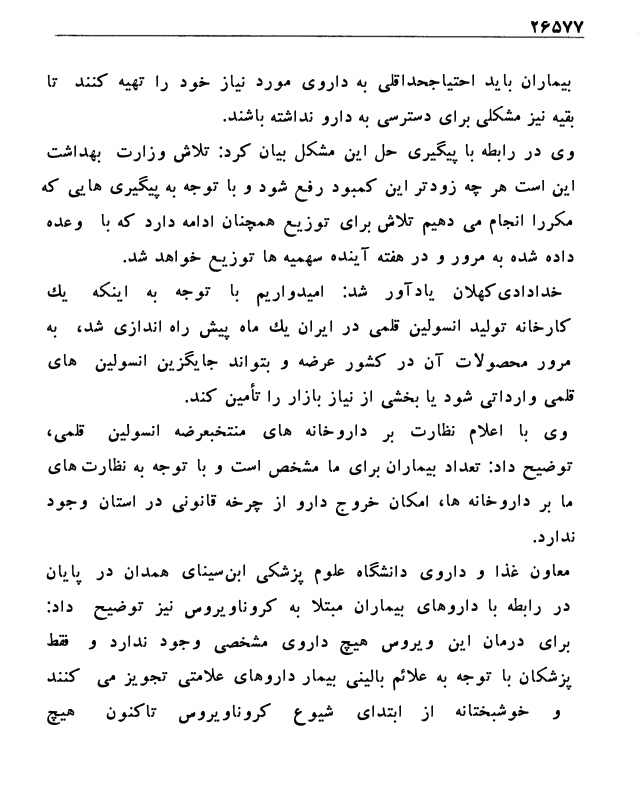 ۲۶۵۷۷
بیماران باید احتیاجحداقلی به داروی مورد نیاز خود را تهیه کنند تا
بقیه نیز مشکلی برای دسترسی به دارو نداشته باشند.
وی در رابطه با پیگیری حل این مشکل بیان کرد: تلاش وزارت بهداشت
این است هر چه زودتر این کمبود رفع شود و با توجه به پیگیری هایی که
مکررا انجام می دهیم تلاش برای توزیع همچنان ادامه دارد که با وعده
داده شده به مرور و در هفته آینده سهمیه ها توزیع خواهد شد.
خدادادی‌کهلان یادآور شد: امیدواریم با توجه به اینکه یك
کارخانه تولید انسولین قلمی در ایران یك ماه پیش راه اندازی شد، به
مرور محصولات آن در کشور عرضه و بتواند جایگزین انسولین های
قلمی وارداتی شود یا بخشی از نیاز بازار را تأمین کند.
وی با اعلام نظارت بر داروخانه های منتخبعرضه انسولین قلمی،
توضیح داد: تعداد بیماران برای ما مشخص است و با توجه به نظارت های
ما بر داروخانه ها، امکان خروج دارو از چرخه قانونی در استان وجود
ندارد.
معاون غذا و داروی دانشگاه علوم پزشکی ابن‌سینای همدان در پایان
در رابطه با داروهای بیماران مبتلا به کروناویروس نیز توضیح داد:
برای درمان این ویروس هیچ داروی مشخصی وجود ندارد و فقط
پزشکان با توجه به علائم بالینی بیمار داروهای علامتی تجویز می کنند
و خوشبختانه از ابتدای شیوع کروناویروس تاکنون هیچ